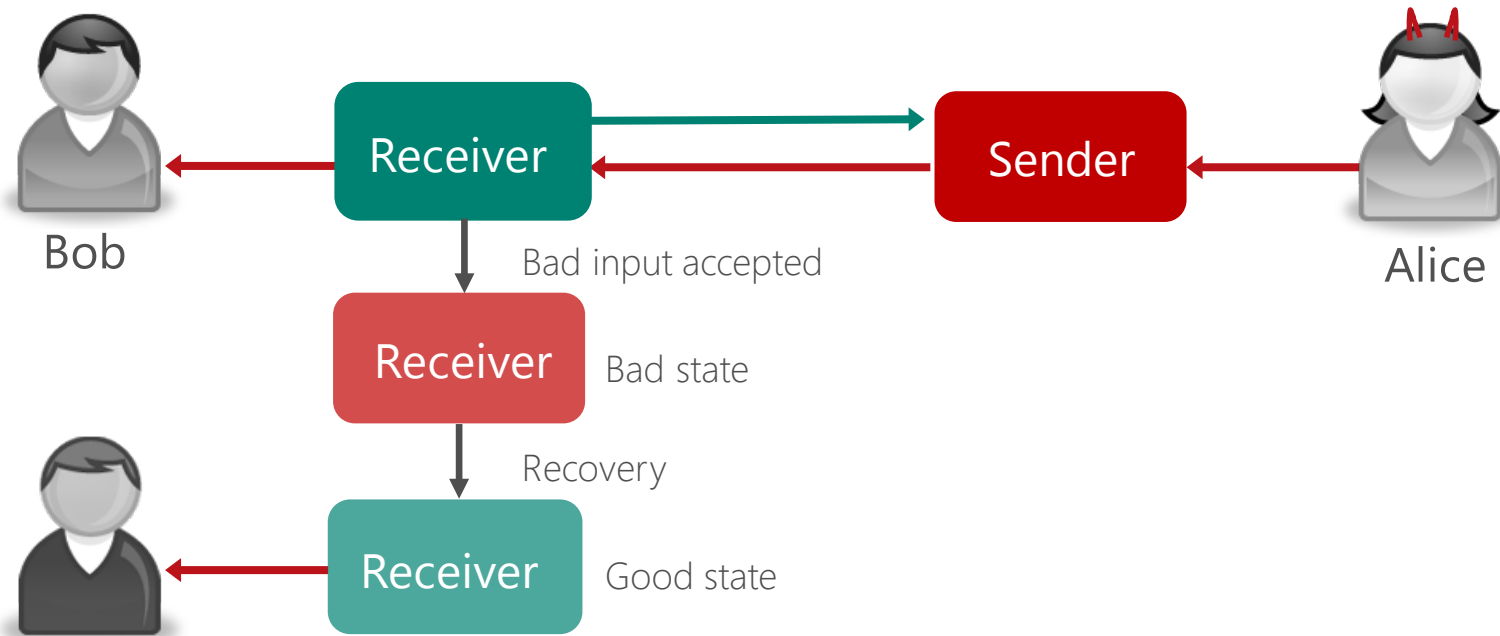 Receiver
Sender
Bob
Alice
Bad input accepted
Receiver
Bad state
Recovery
Receiver
Good state